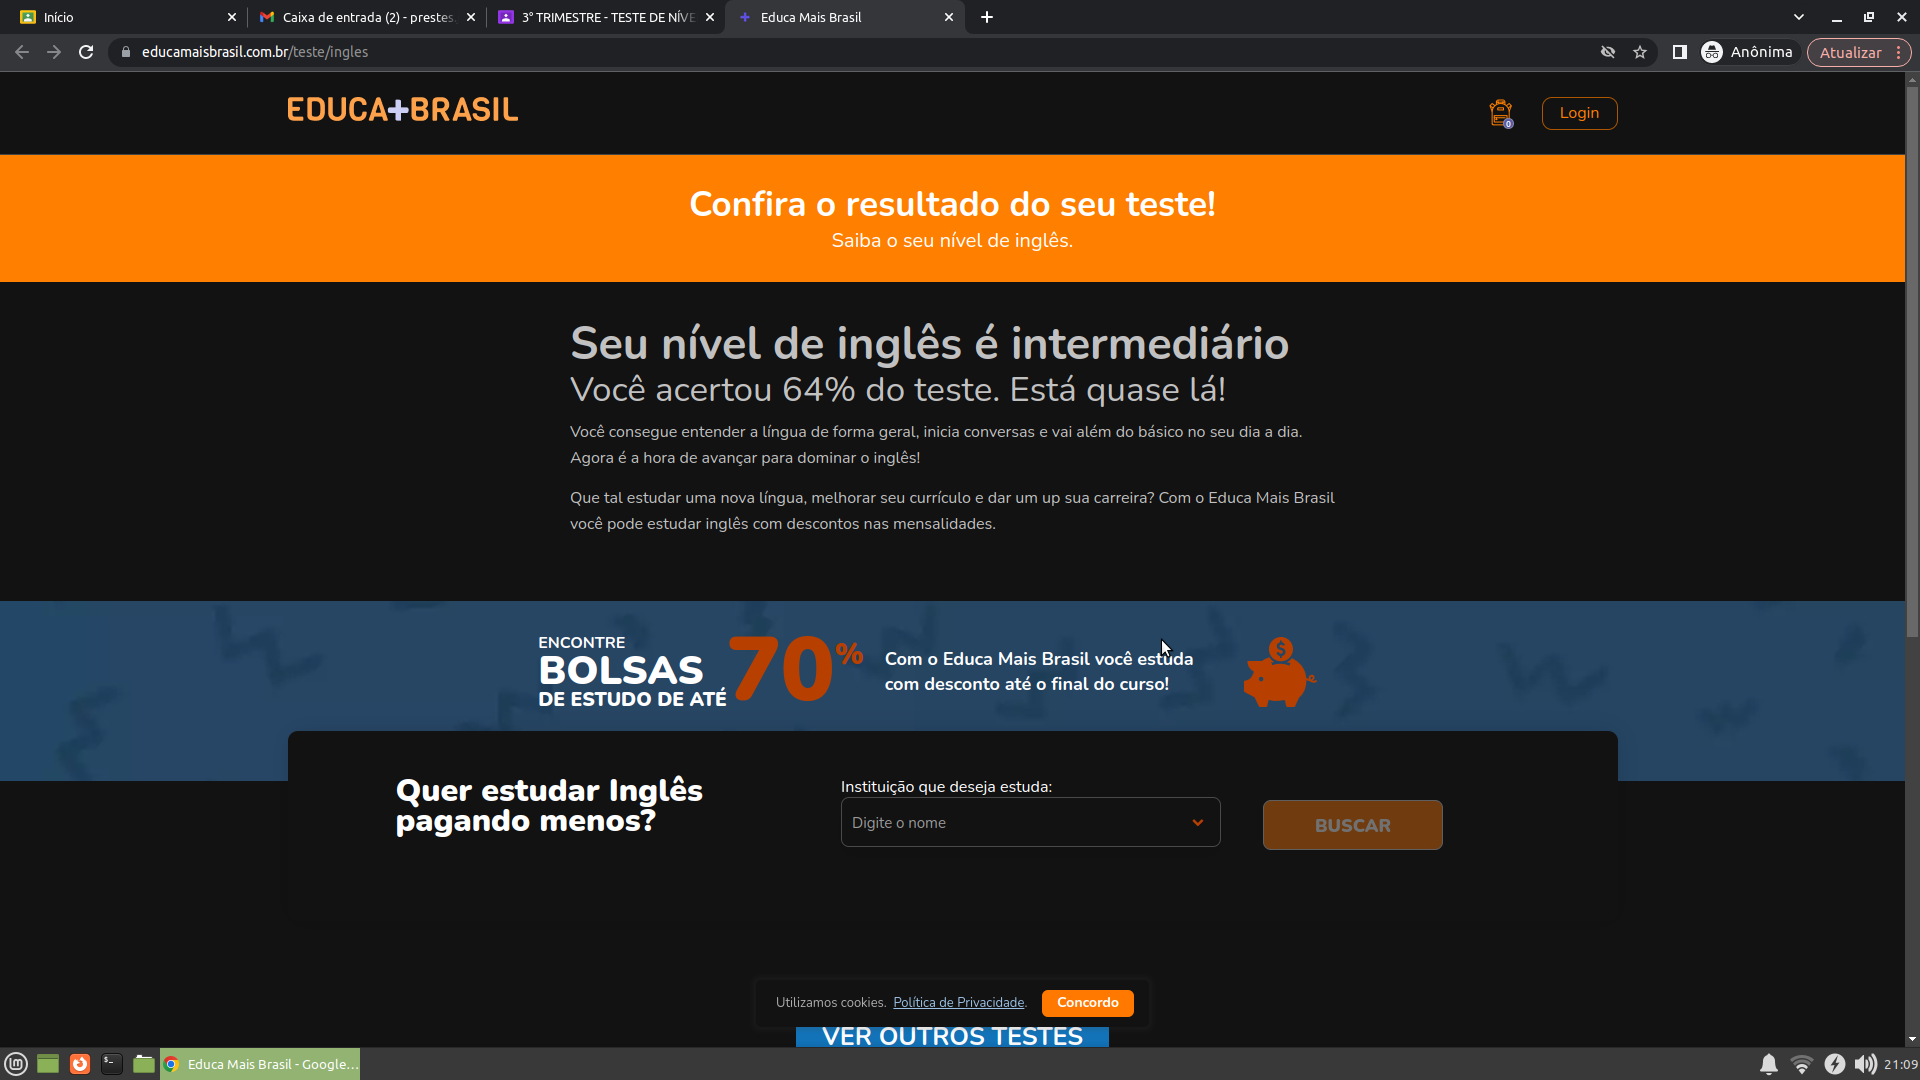 Início
Caixa de entrada (2) - prestes.
3° TRIMESTRE - TESTE DE NÍVE
Educa Mais Brasil
educamaisbrasil.com.br/teste/ingles
Anônima
Atualizar
EDUCA+BRASIL
0
Login
Confira o resultado do seu teste!
Saiba o seu nível de inglês.
Seu nível de inglês é intermediário
Você acertou 64% do teste. Está quase lá!
Você consegue entender a língua de forma geral, inicia conversas e vai além do básico no seu dia a dia.
Agora é a hora de avançar para dominar o inglês!
Que tal estudar uma nova língua, melhorar seu currículo e dar um up sua carreira? Com o Educa Mais Brasil
você pode estudar inglês com descontos nas mensalidades.
ENCONTRE
BOLSAS
DE ESTUDO DE ATÉ
70%
Com o Educa Mais Brasil você estuda
com desconto até o final do curso!
Quer estudar Inglês
pagando menos?
Instituição que deseja estuda:
Digite o nome
BUSCAR
Utilizamos cookies. Política de Privacidade.
Concordo
VER OUTROS TESTES
Educa Mais Brasil - Google...
21:09